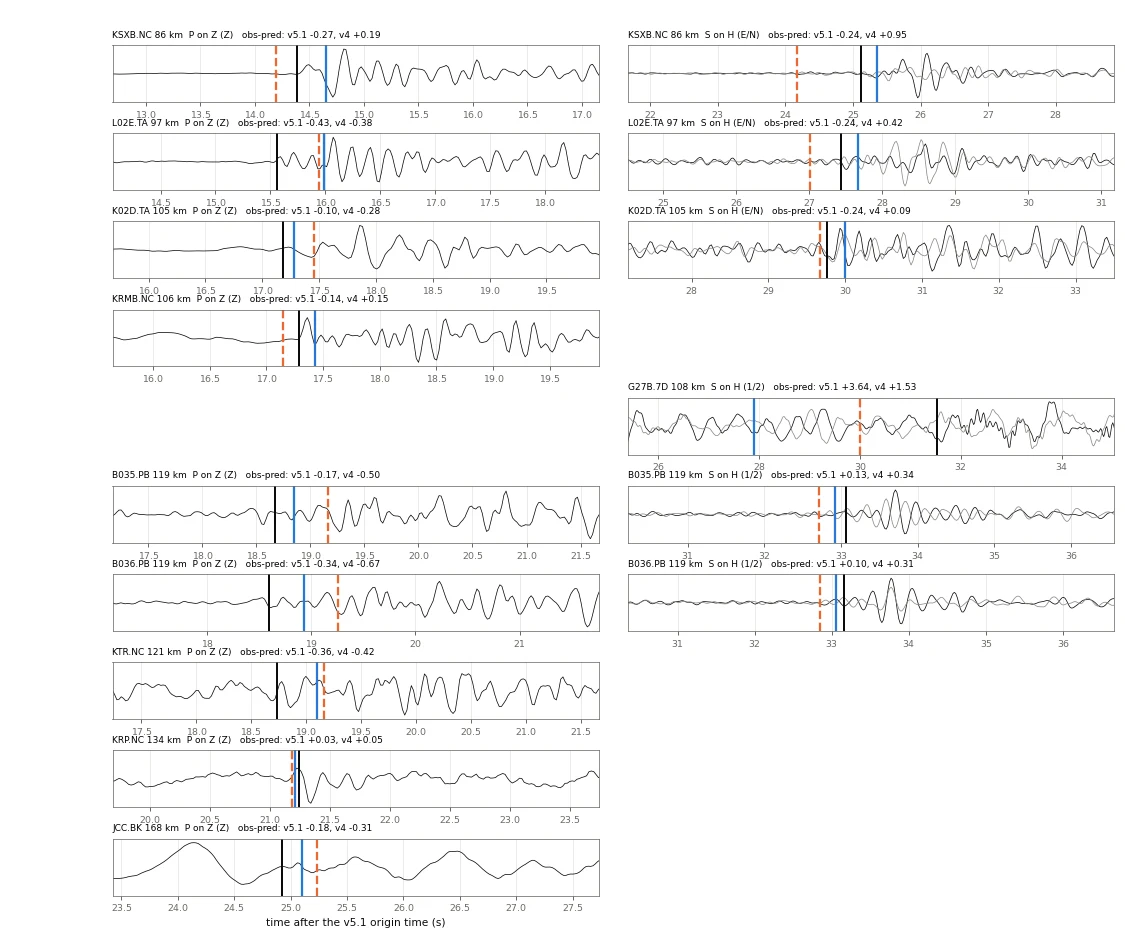 KSXB.NC 86 km  P on Z (Z)   obs-pred: v5.1 -0.27, v4 +0.19
13.0 13.5 14.0 14.5 15.0 15.5 16.0 16.5 17.0
KSXB.NC 86 km  S on H (E/N)   obs-pred: v5.1 -0.24, v4 +0.95
22 23 24 25 26 27 28
L02E.TA 97 km  P on Z (Z)   obs-pred: v5.1 -0.43, v4 -0.38
14.5 15.0 15.5 16.0 16.5 17.0 17.5 18.0
L02E.TA 97 km  S on H (E/N)   obs-pred: v5.1 -0.24, v4 +0.42
25 26 27 28 29 30 31
K02D.TA 105 km  P on Z (Z)   obs-pred: v5.1 -0.10, v4 -0.28
16.0 16.5 17.0 17.5 18.0 18.5 19.0 19.5
K02D.TA 105 km  S on H (E/N)   obs-pred: v5.1 -0.24, v4 +0.09
28 29 30 31 32 33
KRMB.NC 106 km  P on Z (Z)   obs-pred: v5.1 -0.14, v4 +0.15
16.0 16.5 17.0 17.5 18.0 18.5 19.0 19.5
G27B.7D 108 km  S on H (1/2)   obs-pred: v5.1 +3.64, v4 +1.53
26 28 30 32 34
B035.PB 119 km  P on Z (Z)   obs-pred: v5.1 -0.17, v4 -0.50
17.5 18.0 18.5 19.0 19.5 20.0 20.5 21.0 21.5
B035.PB 119 km  S on H (1/2)   obs-pred: v5.1 +0.13, v4 +0.34
31 32 33 34 35 36
B036.PB 119 km  P on Z (Z)   obs-pred: v5.1 -0.34, v4 -0.67
18 19 20 21
B036.PB 119 km  S on H (1/2)   obs-pred: v5.1 +0.10, v4 +0.31
31 32 33 34 35 36
KTR.NC 121 km  P on Z (Z)   obs-pred: v5.1 -0.36, v4 -0.42
17.5 18.0 18.5 19.0 19.5 20.0 20.5 21.0 21.5
KRP.NC 134 km  P on Z (Z)   obs-pred: v5.1 +0.03, v4 +0.05
20.0 20.5 21.0 21.5 22.0 22.5 23.0 23.5
JCC.BK 168 km  P on Z (Z)   obs-pred: v5.1 -0.18, v4 -0.31
23.5 24.0 24.5 25.0 25.5 26.0 26.5 27.0 27.5
time after the v5.1 origin time (s)